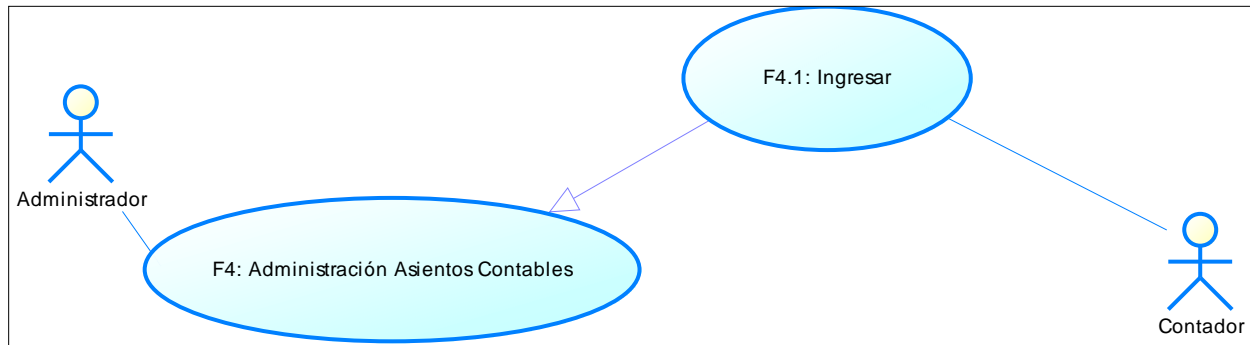 F4.1: Ingresar
Administrador
F4: Administración Asientos Contables
Contador